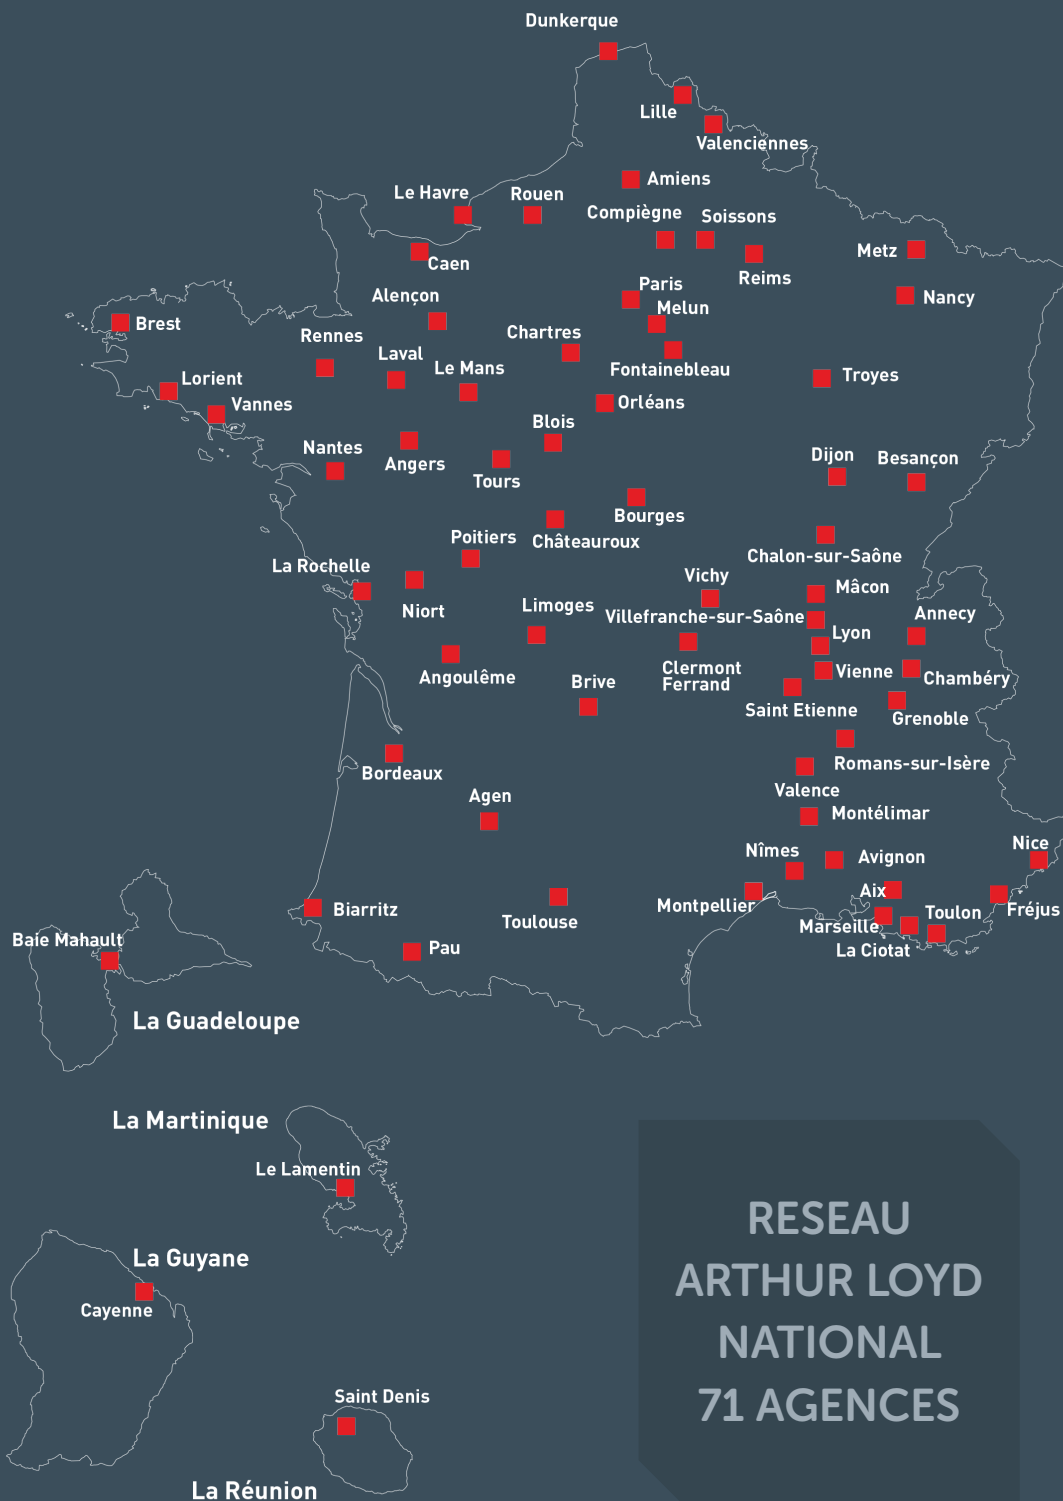 Dunkerque
Lille
Valenciennes
Amiens
Le Havre
Rouen
Compiègne
Soissons
Metz
Caen
Reims
Paris
Alençon
Nancy
Melun
Brest
Rennes
Chartres
Laval
Le Mans
Fontainebleau
Troyes
Lorient
Vannes
Orléans
Blois
Nantes
Angers
Tours
Dijon
Besançon
Bourges
Poitiers
Châteauroux
Chalon-sur-Saône
La Rochelle
Vichy
Mâcon
Niort
Limoges
Villefranche-sur-Saône
Annecy
Lyon
Angoulême
Clermont
Ferrand
Vienne
Chambéry
Brive
Saint Etienne
Grenoble
Bordeaux
Romans-sur-Isère
Valence
Agen
Montélimar
Nîmes
Avignon
Nice
Aix
Montpellier
Biarritz
Toulouse
Marseille
Toulon
Fréjus
Baie Mahault
Pau
La Ciotat
La Guadeloupe
La Martinique
Le Lamentin
La Guyane
Cayenne
Saint Denis
La Réunion
RESEAU
ARTHUR LOYD
NATIONAL
71 AGENCES